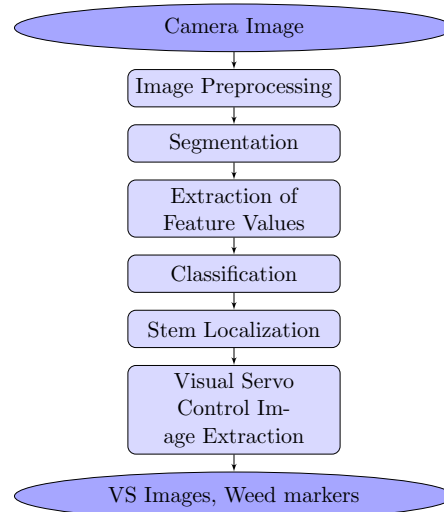 Camera Image
Image Preprocessing
Segmentation
Extraction of
Feature Values
Classification
Stem Localization
Visual Servo
Control Im-
age Extraction
VS Images, Weed markers